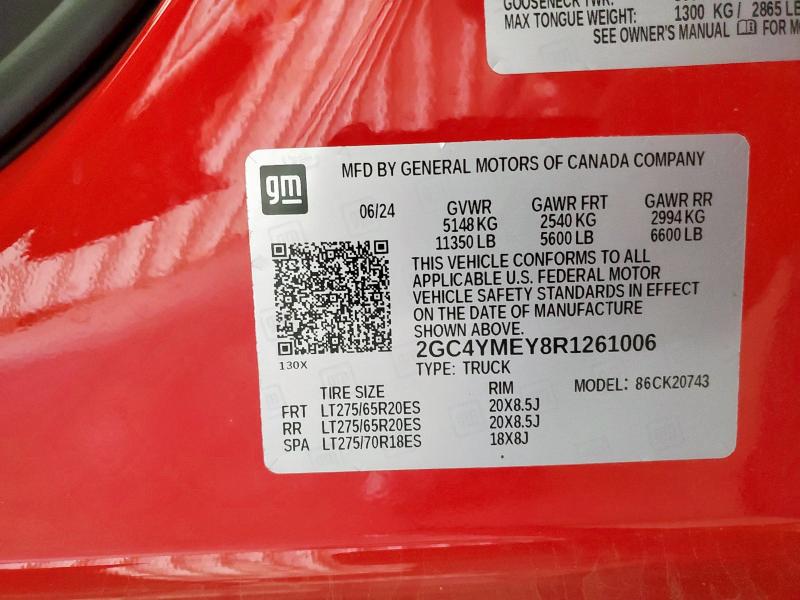 GOOSENECK TWR:
MAX TONGUE WEIGHT: 1300 KG / 2865 LB
SEE OWNER'S MANUAL FOR MO
gm
MFD BY GENERAL MOTORS OF CANADA COMPANY
06/24 GVWR GAWR FRT GAWR RR
5148 KG 2540 KG 2994 KG
11350 LB 5600 LB 6600 LB
THIS VEHICLE CONFORMS TO ALL
APPLICABLE U.S. FEDERAL MOTOR
VEHICLE SAFETY STANDARDS IN EFFECT
ON THE DATE OF MANUFACTURE
SHOWN ABOVE.
2GC4YMEY8R1261006
130X
TYPE: TRUCK
TIRE SIZE RIM MODEL: 86CK20743
FRT LT275/65R20ES 20X8.5J
RR LT275/65R20ES 20X8.5J
SPA LT275/70R18ES 18X8J